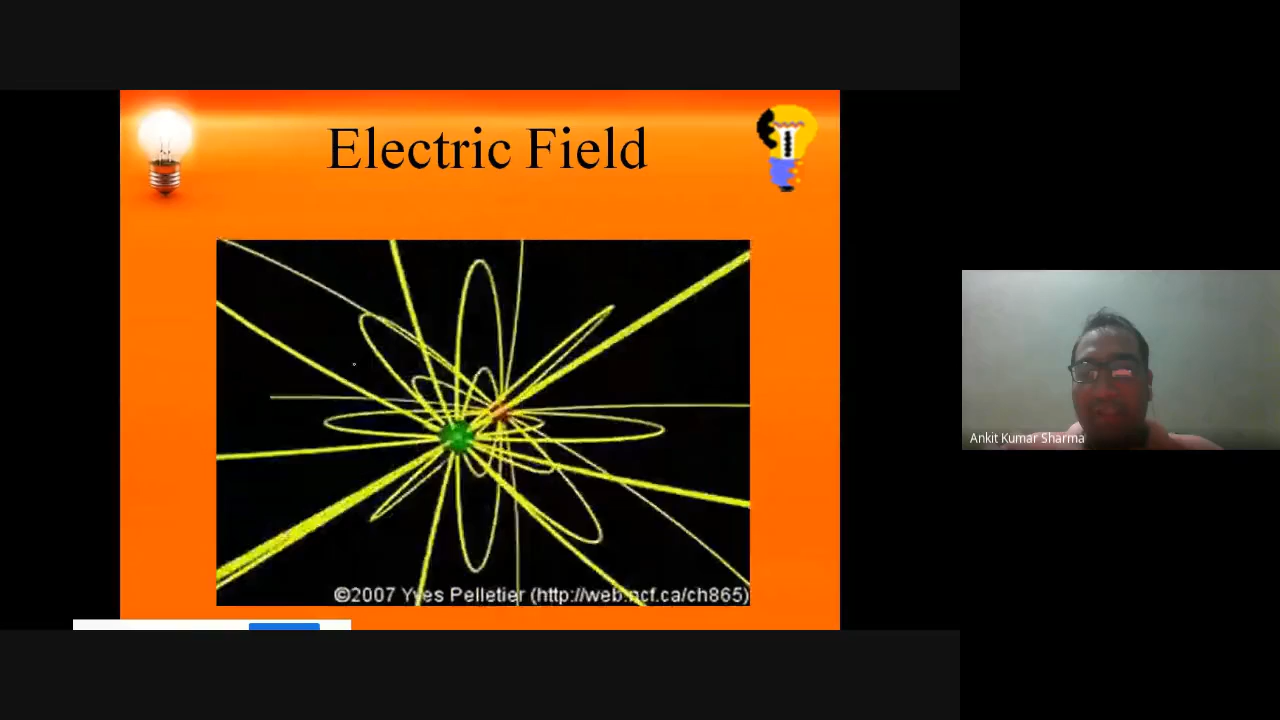 Electric Field
©2007 Yves Pelletier (http://web.ncf.ca/ch865)
Ankit Kumar Sharma